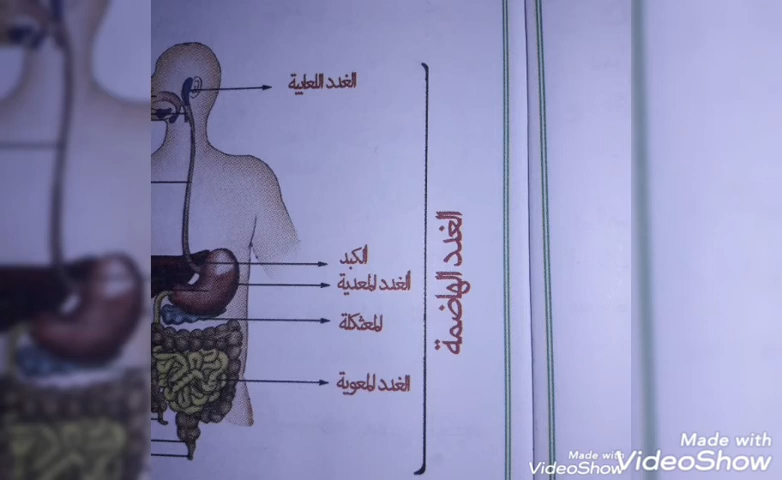 الغدد اللعابية
الكبد
الغدد المعدية
المعثكلة
الغدد المعوية
الغدد الهاضمة
Made with
VideoShow
Made with
VideoShow